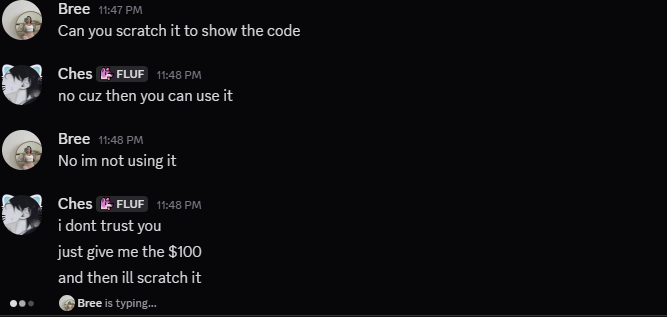 Bree 11:47 PM
Can you scratch it to show the code
Ches FLUF 11:48 PM
no cuz then you can use it
Bree 11:48 PM
No im not using it
Ches FLUF 11:48 PM
i dont trust you
just give me the $100
and then ill scratch it
Bree is typing...